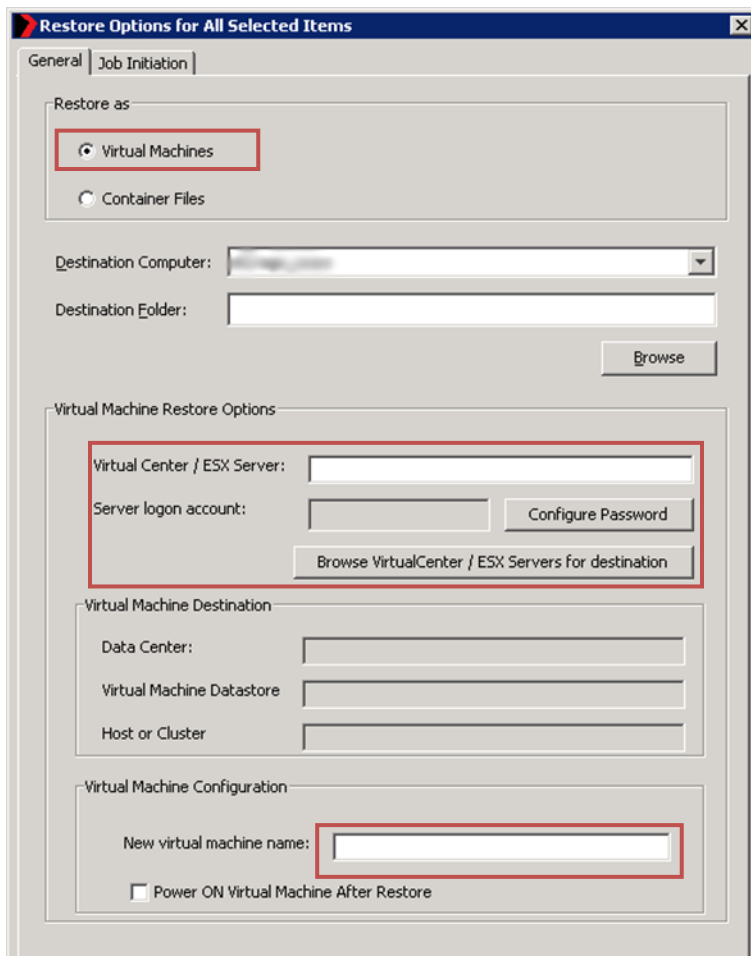 Restore Options for All Selected Items
General
Job Initiation
Restore as
Virtual Machines
Container Files
Destination Computer:
Destination Folder:
Browse
Virtual Machine Restore Options
Virtual Center / ESX Server:
Server logon account:
Configure Password
Browse VirtualCenter / ESX Servers for destination
Virtual Machine Destination
Data Center:
Virtual Machine Datastore
Host or Cluster
Virtual Machine Configuration
New virtual machine name:
Power ON Virtual Machine After Restore